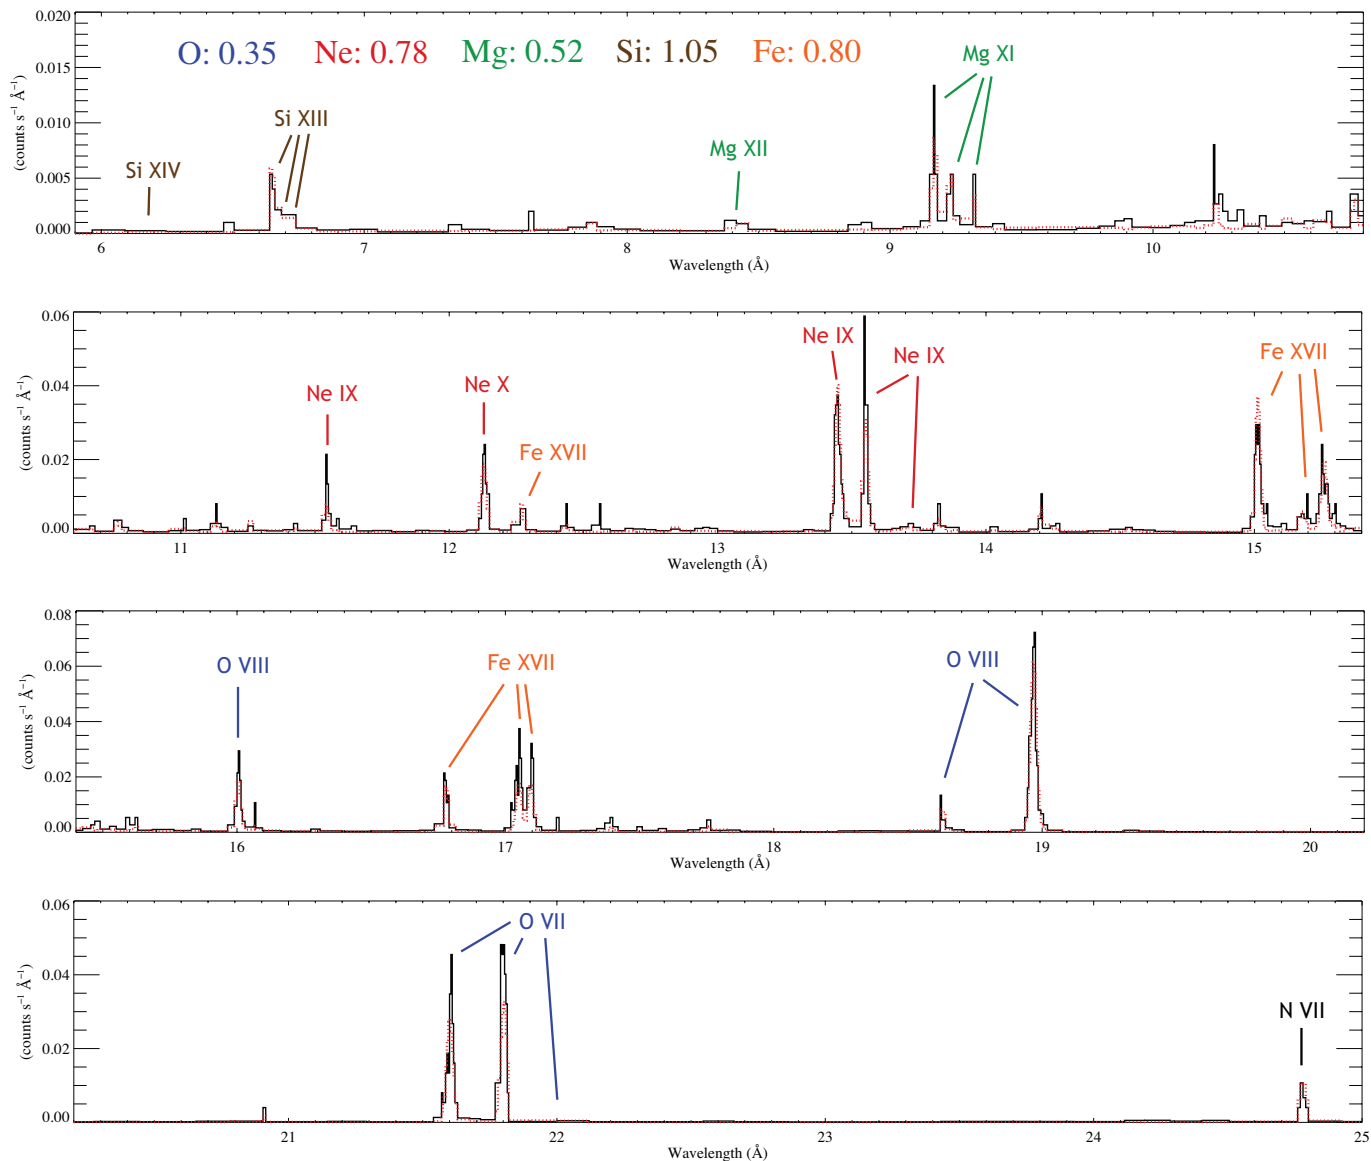 O: 0.35 Ne: 0.78 Mg: 0.52 Si: 1.05 Fe: 0.80
(counts s⁻¹ Å⁻¹)
0.020
0.015
0.010
0.005
0.000
Si XIV
Si XIII
Mg XII
Mg XI
6 7 8 9 10
Wavelength (Å)
(counts s⁻¹ Å⁻¹)
0.06
0.04
0.02
0.00
Ne IX
Ne X
Fe XVII
Ne IX
Ne IX
Fe XVII
11 12 13 14 15
Wavelength (Å)
(counts s⁻¹ Å⁻¹)
0.08
0.06
0.04
0.02
0.00
O VIII
Fe XVII
O VIII
16 17 18 19 20
Wavelength (Å)
(counts s⁻¹ Å⁻¹)
0.06
0.04
0.02
0.00
O VII
N VII
21 22 23 24 25
Wavelength (Å)